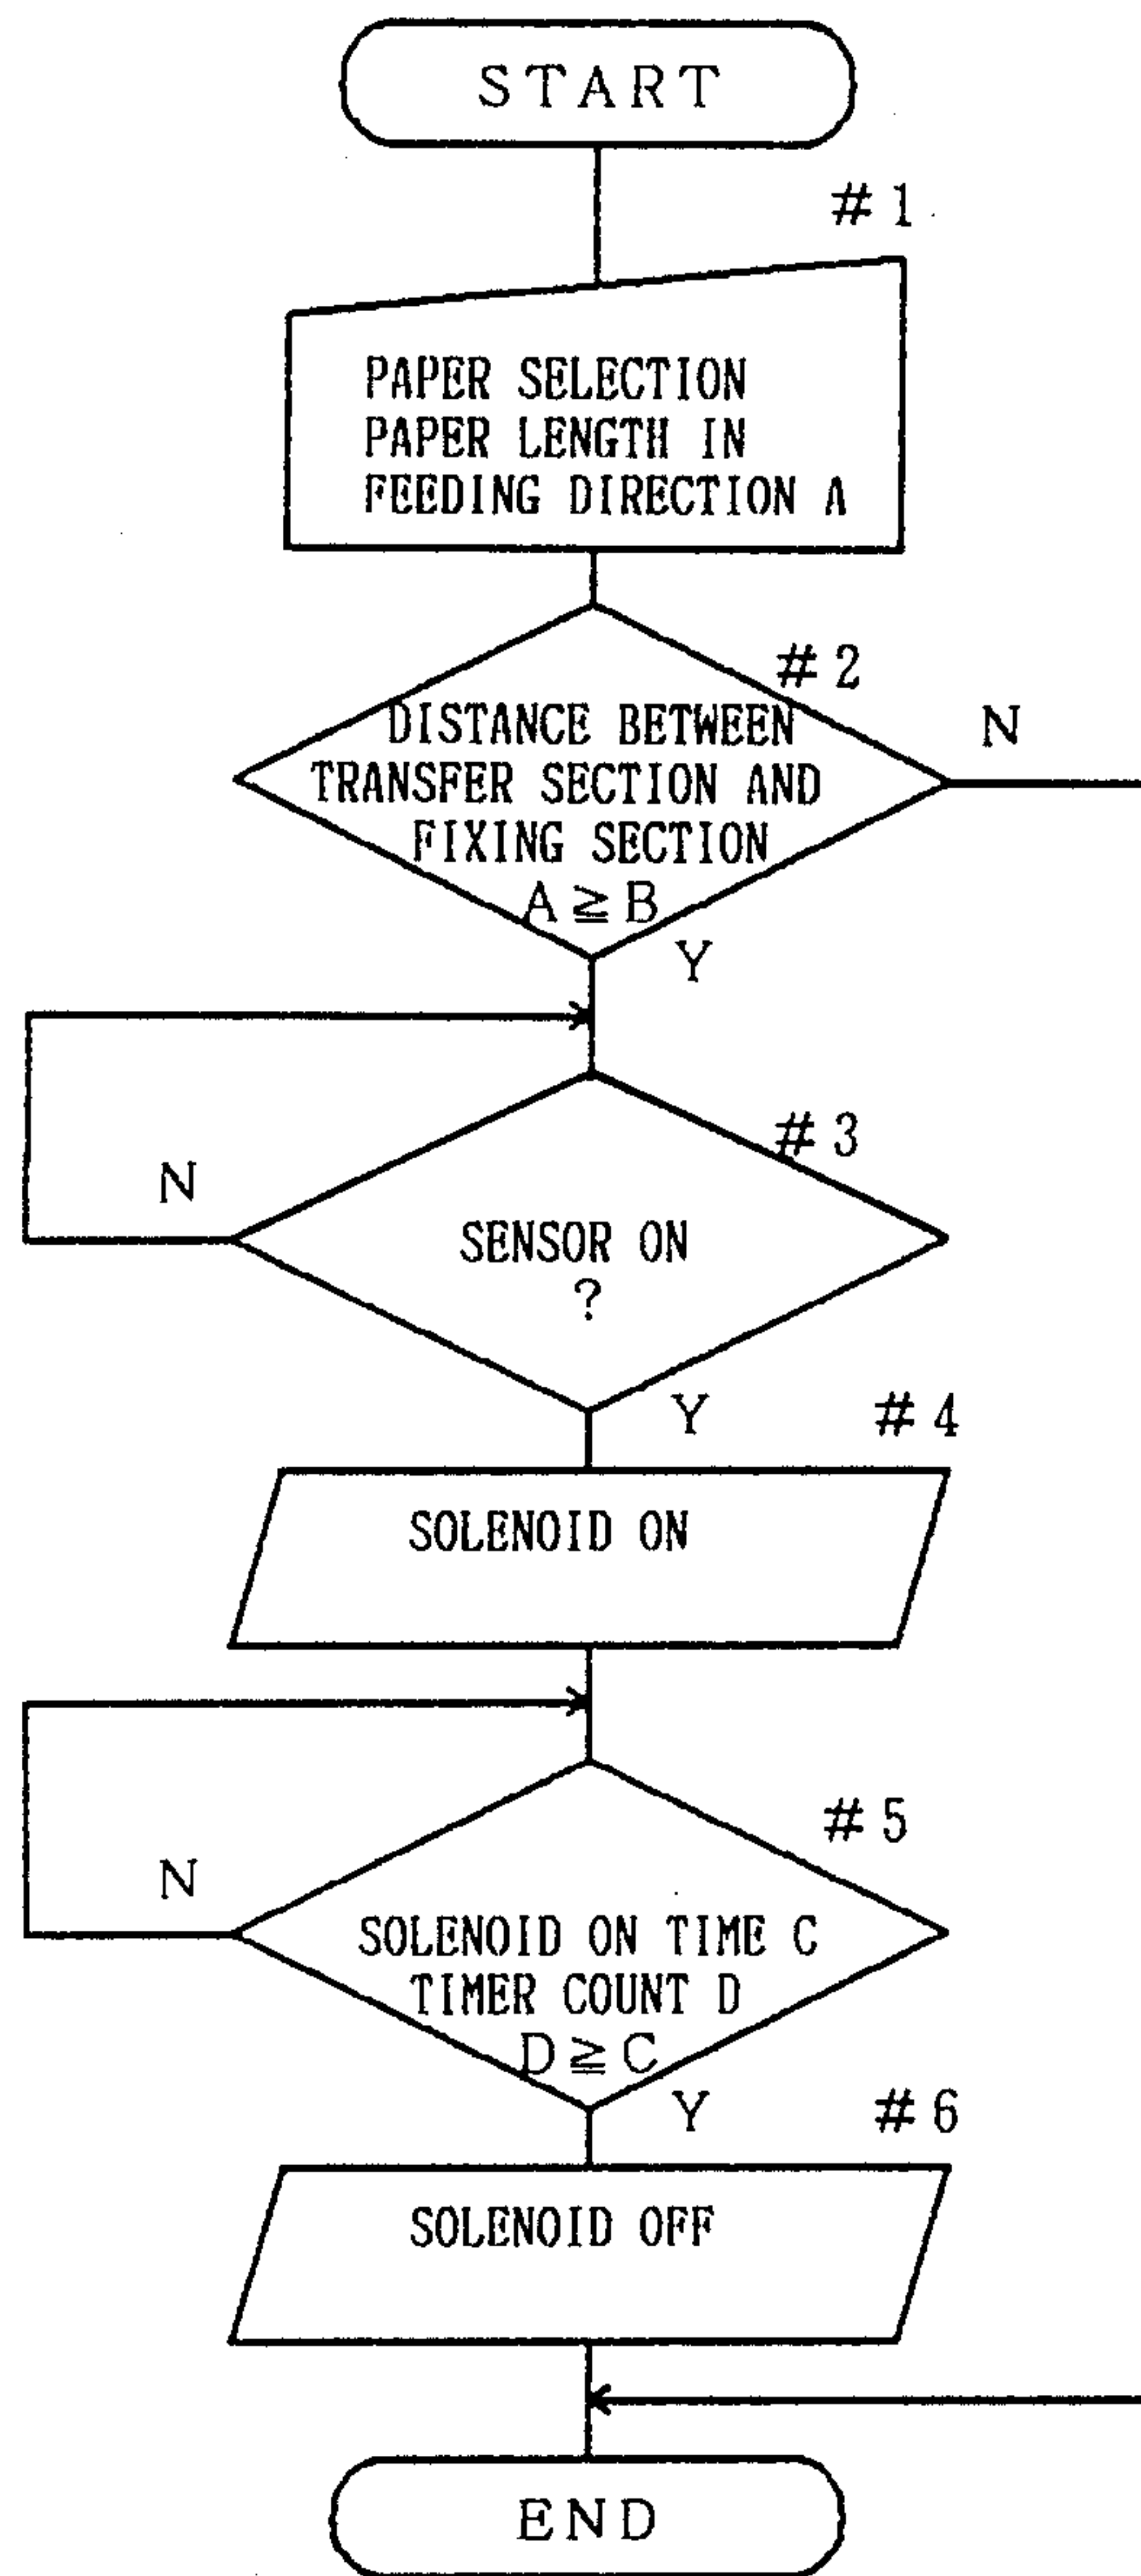 START
#1
PAPER SELECTION
PAPER LENGTH IN
FEEDING DIRECTION A
#2
DISTANCE BETWEEN
TRANSFER SECTION AND
FIXING SECTION
A ≧ B
N
Y
#3
N
SENSOR ON
?
Y
#4
SOLENOID ON
#5
N
SOLENOID ON TIME C
TIMER COUNT D
D ≧ C
Y
#6
SOLENOID OFF
END